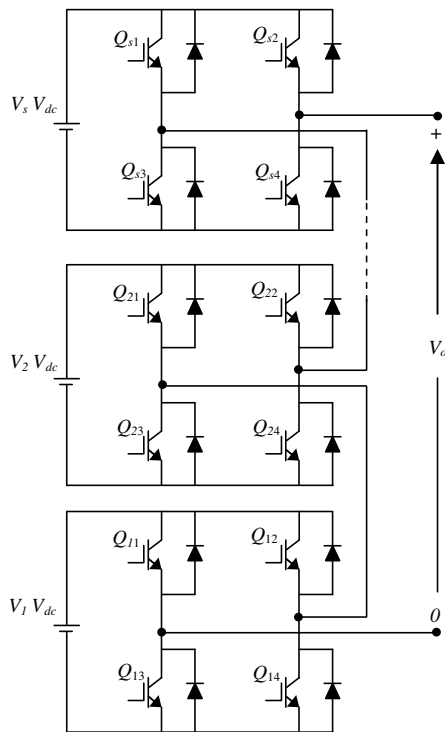 Qs1
Qs2
Vs Vdc
+
Qs3
Qs4
Q21
Q22
V2 Vdc
Vo
Q23
Q24
Q11
Q12
V1 Vdc
0
Q13
Q14